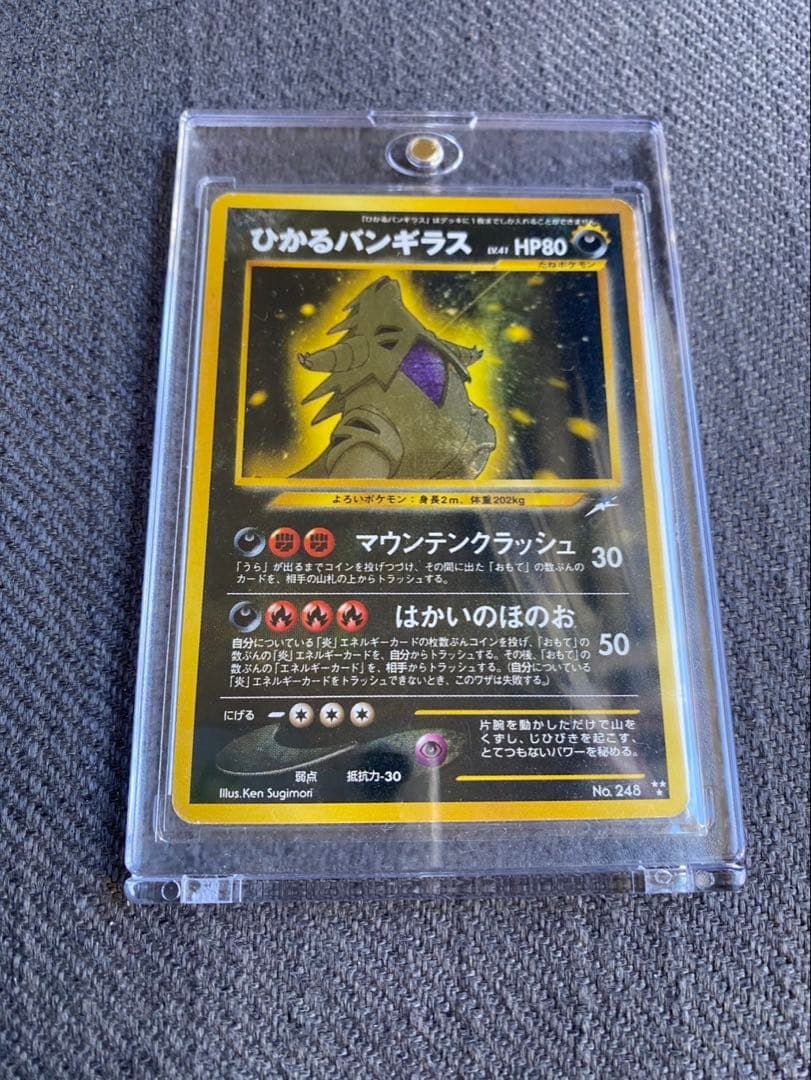 「ひかるバンギラス」はデッキに1枚までしか入れることができません。
ひかるバンギラス LV.41 HP80
たねポケモン
よろいポケモン：身長2m、体重202kg
マウンテンクラッシュ 30
「うら」が出るまでコインを投げつづけ、その間に出た「おもて」の数ぶんの
カードを、相手の山札の上からトラッシュする。
はかいのほのお 50
自分についている「炎」エネルギーカードの枚数ぶんコインを投げ、「おもて」の
数ぶんの「炎」エネルギーカードを、自分からトラッシュする。その後、「おもて」の
数ぶんの「エネルギーカード」を、相手からトラッシュする。（自分についている
「炎」エネルギーカードをトラッシュできないとき、このワザは失敗する。）
にげる
片腕を動かしただけで山を
くずし、じひびきを起こす、
とてつもないパワーを秘める。
弱点 抵抗力-30
Illus.Ken Sugimori
No. 248